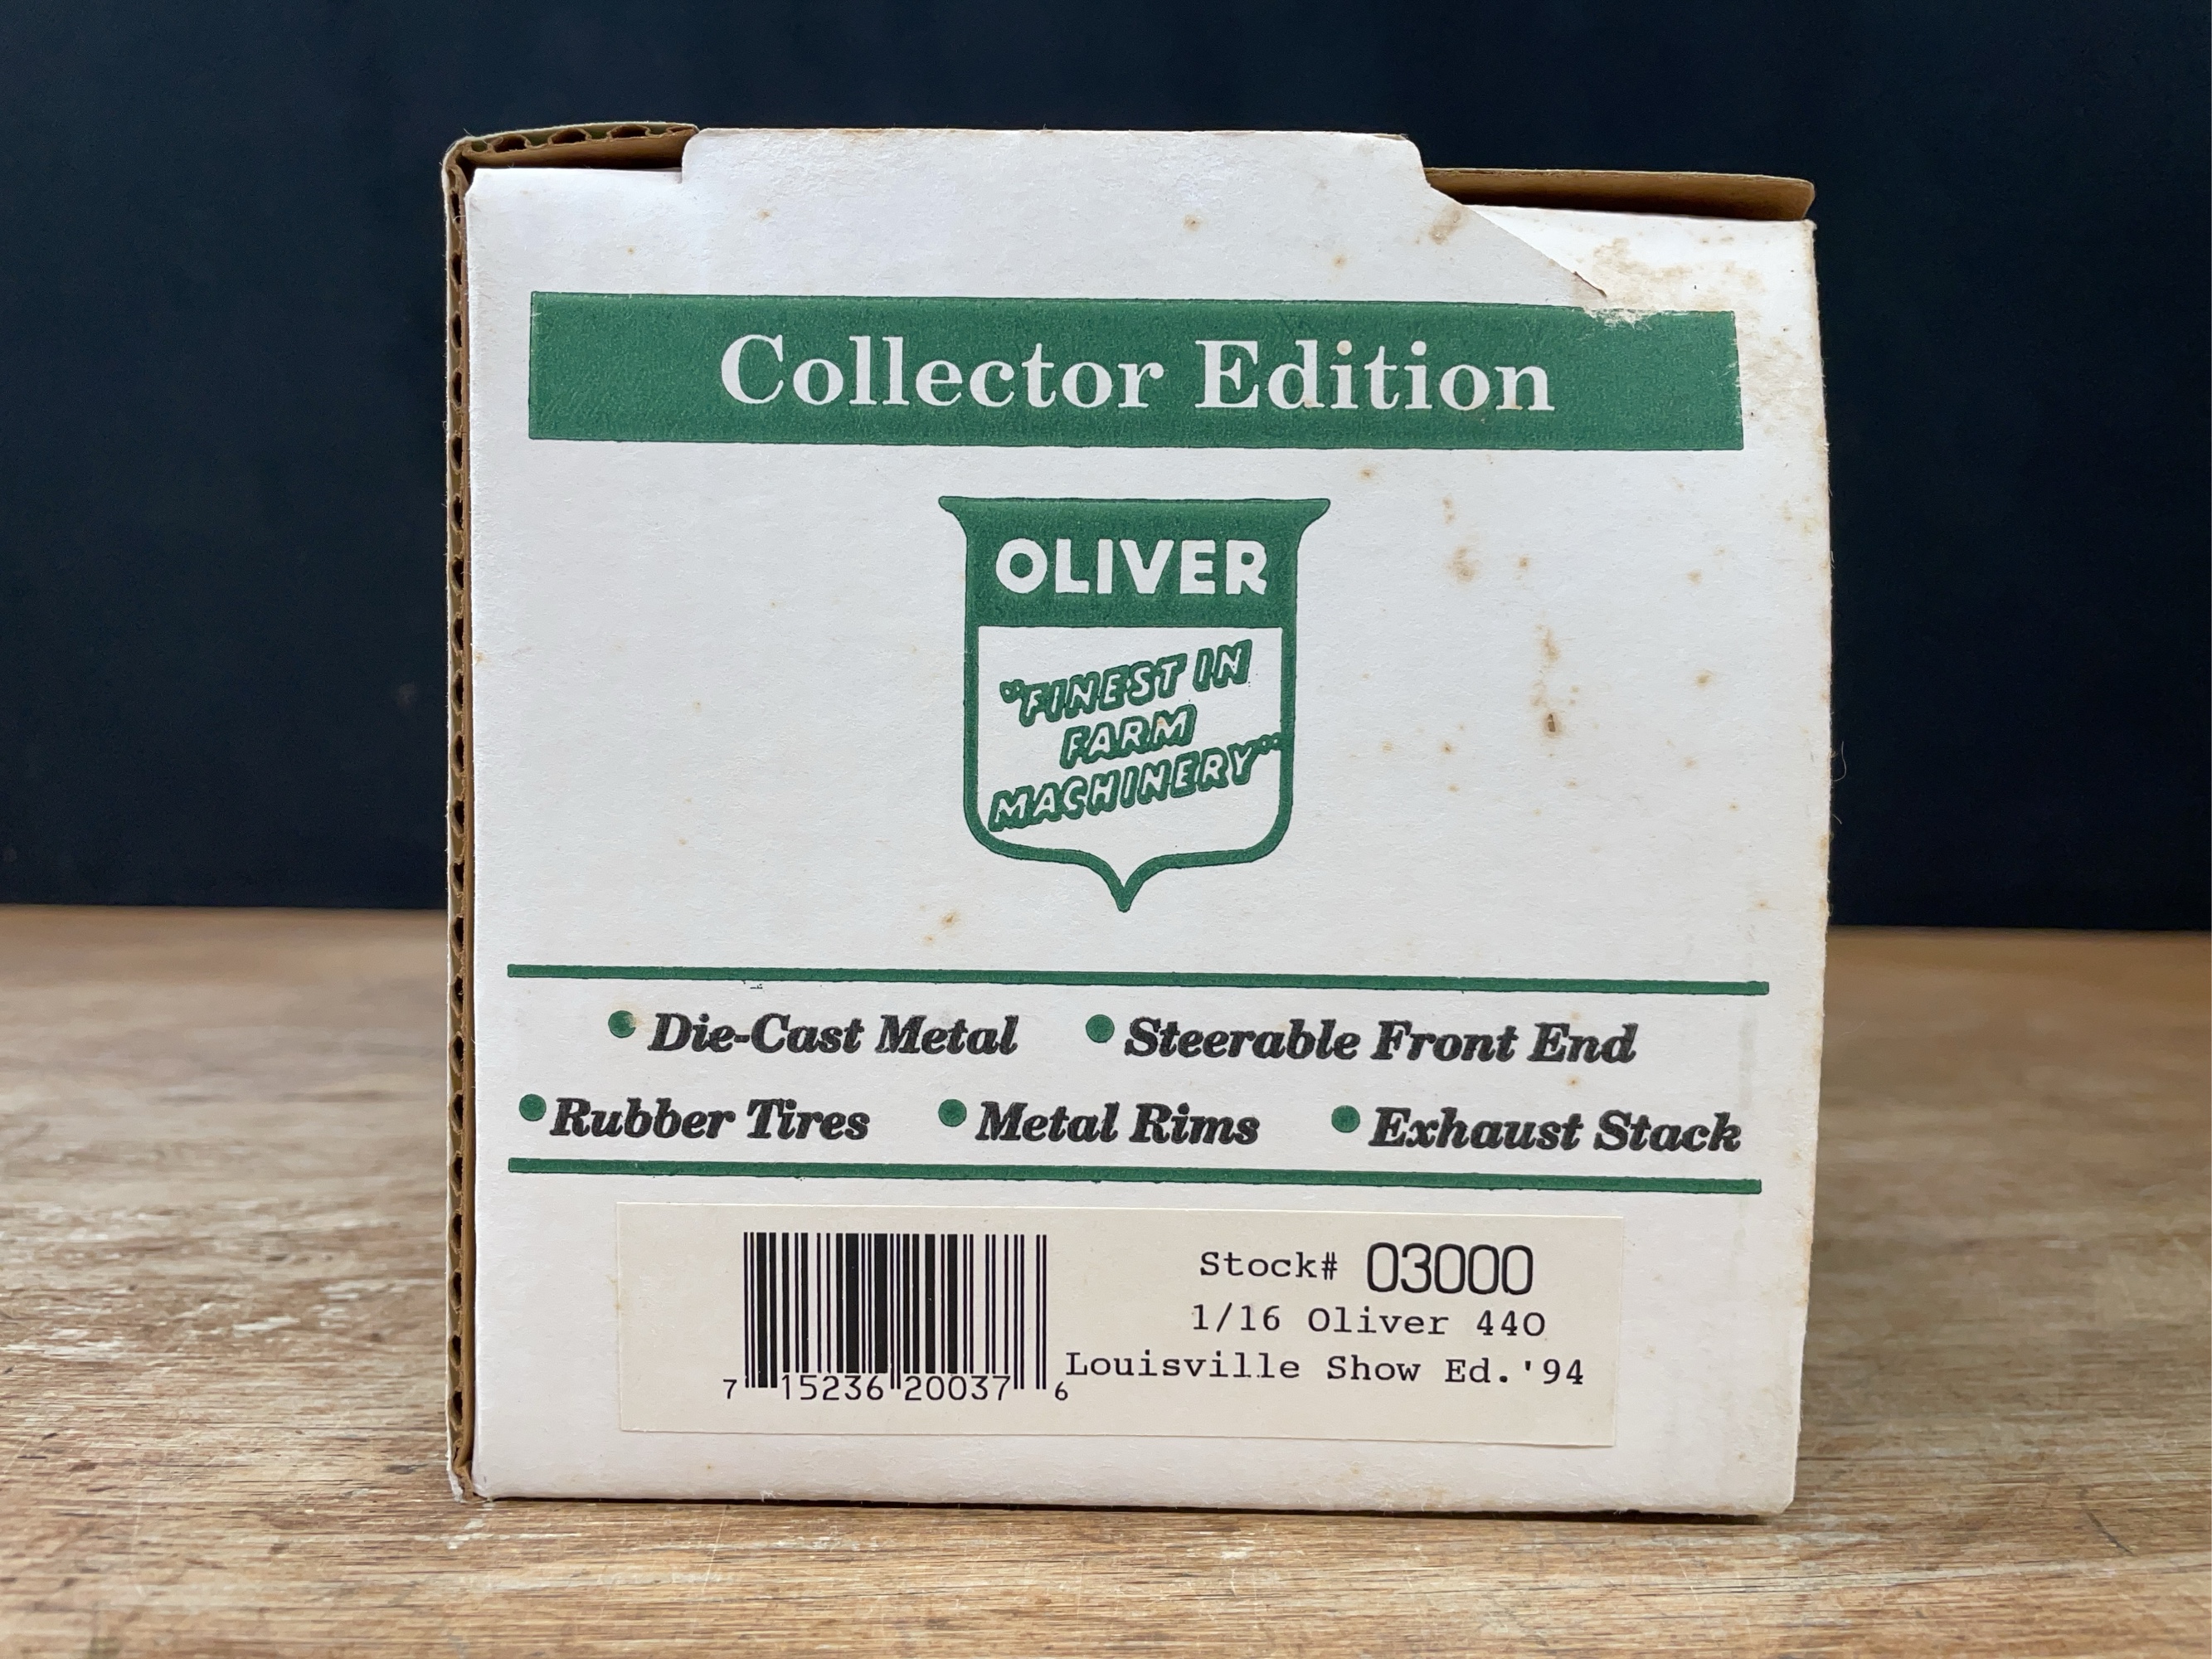 Collector Edition
OLIVER
"FINEST IN
FARM
MACHINERY"
• Die-Cast Metal • Steerable Front End
• Rubber Tires • Metal Rims • Exhaust Stack
Stock# 03000
1/16 Oliver 440
Louisville Show Ed.'94
7 15236 20037 6